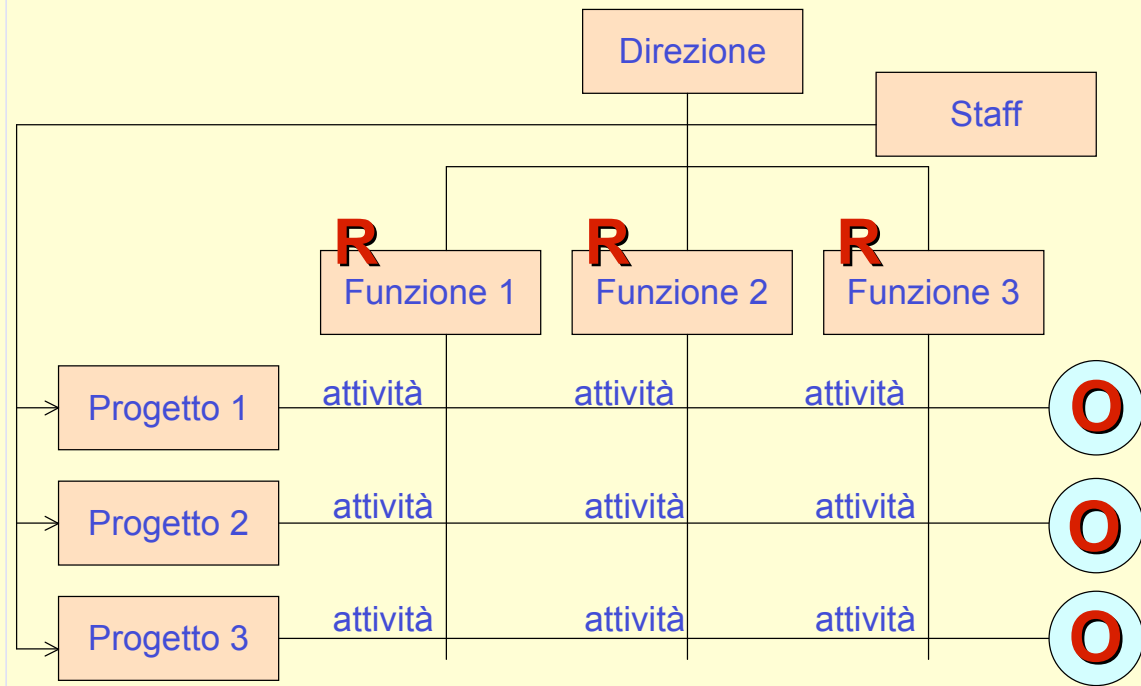 Direzione
Staff
R R R
Funzione 1 Funzione 2 Funzione 3
Progetto 1 attività attività attività O
Progetto 2 attività attività attività O
Progetto 3 attività attività attività O